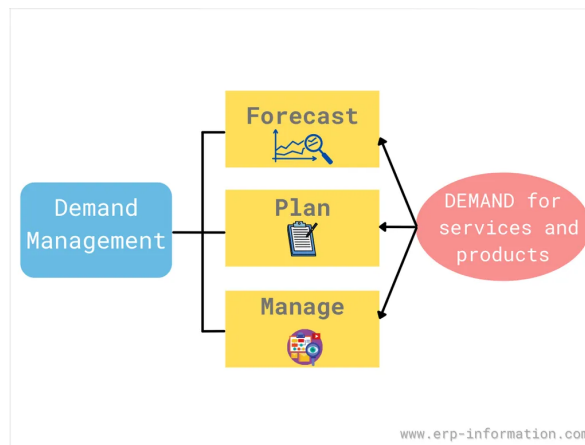 Forecast
Demand
Management
Plan
DEMAND for
services and
products
Manage
www.erp-information.com